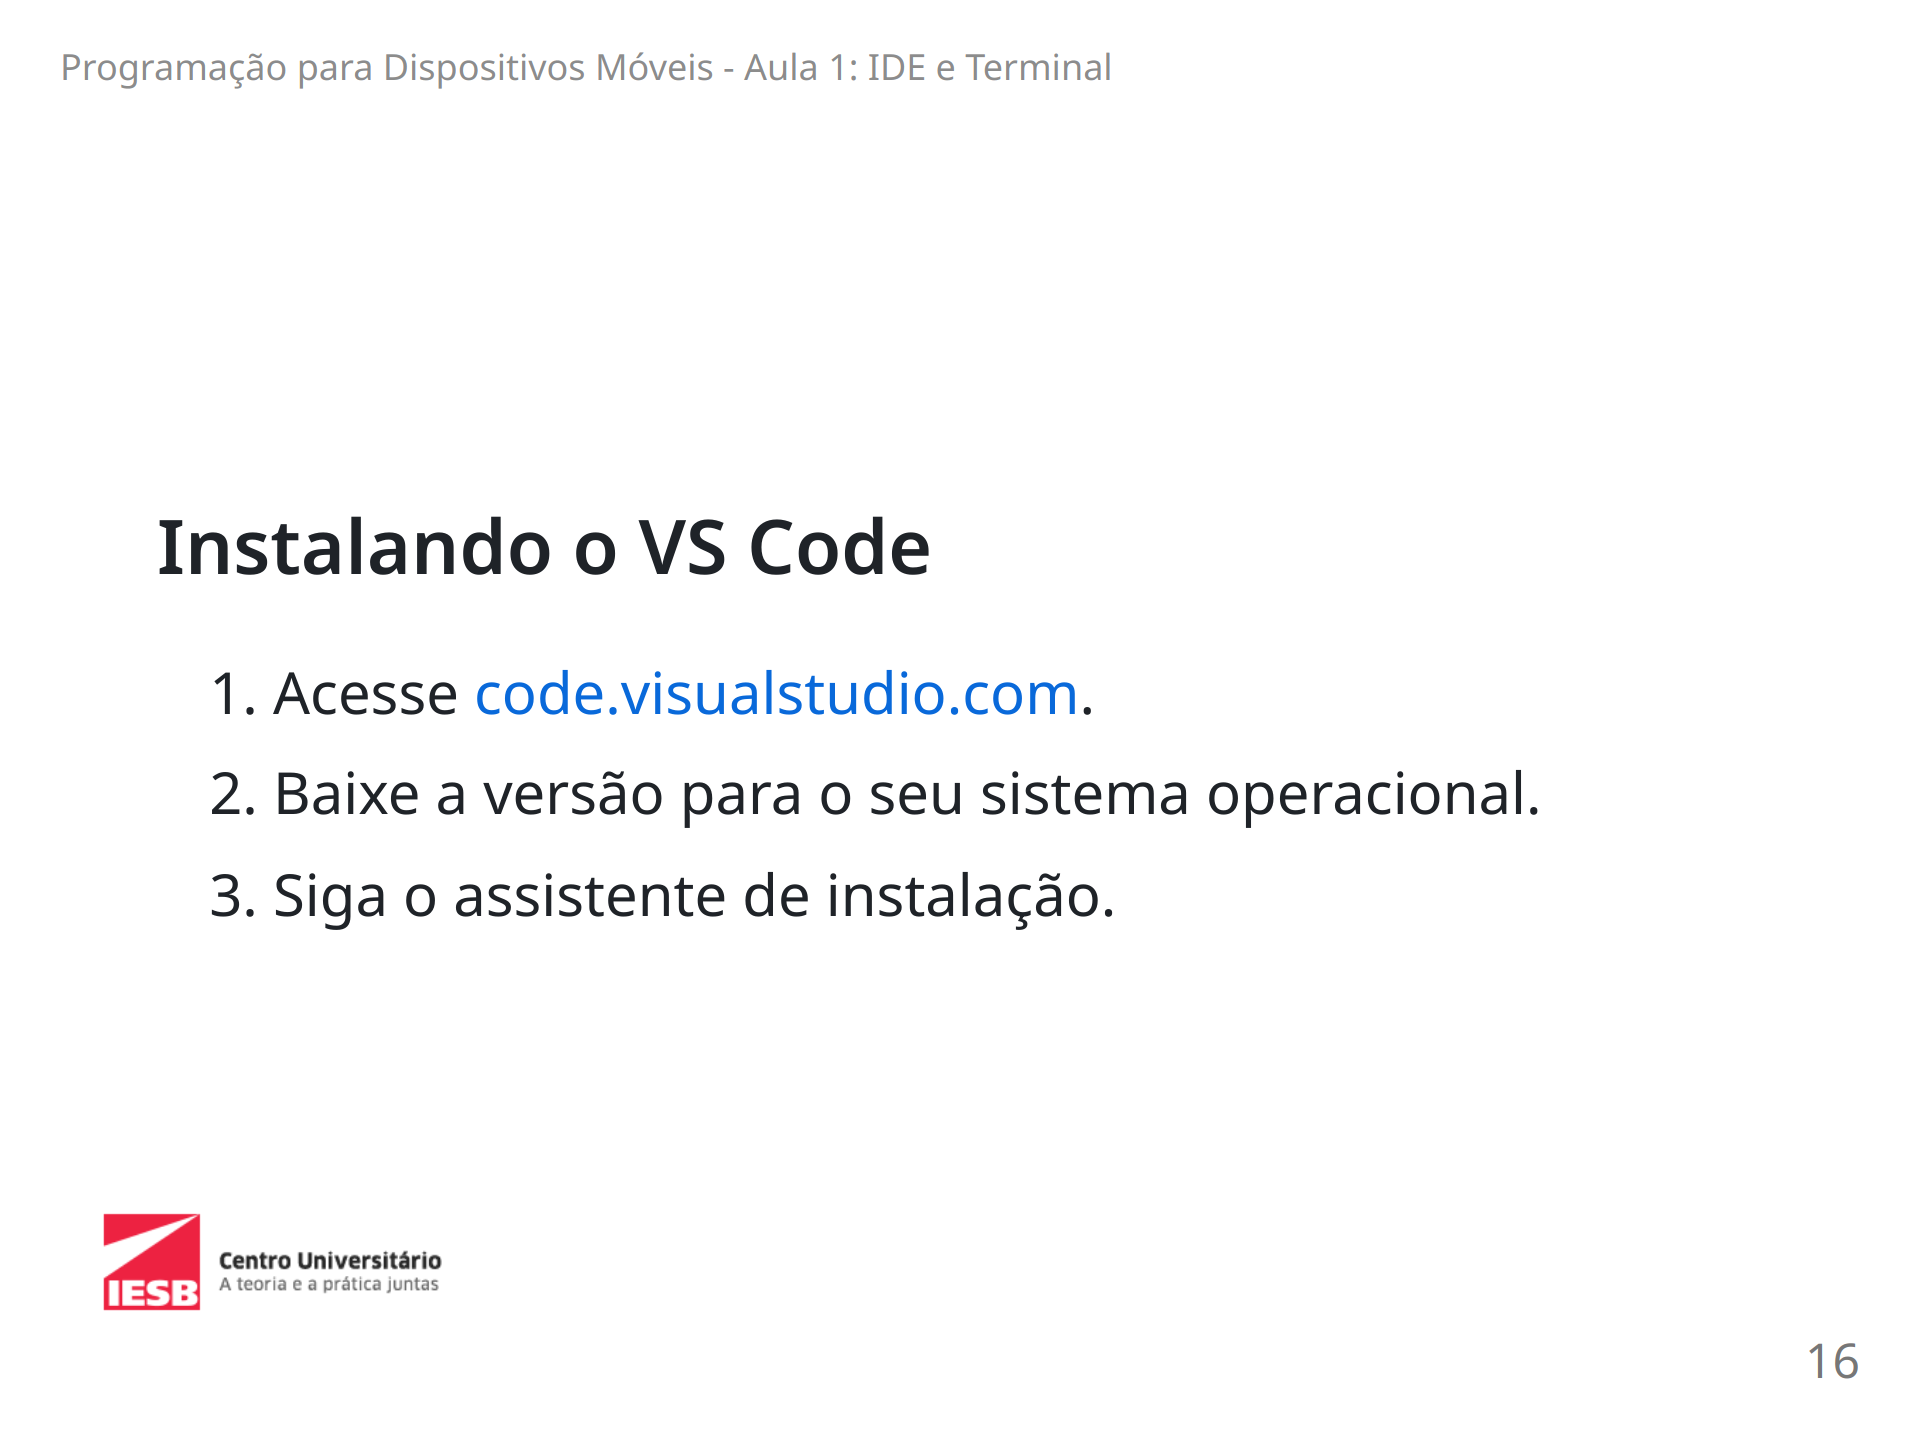 Programação para Dispositivos Móveis - Aula 1: IDE e Terminal
Instalando o VS Code
1. Acesse code.visualstudio.com.
2. Baixe a versão para o seu sistema operacional.
3. Siga o assistente de instalação.
IESB
Centro Universitário
A teoria e a prática juntas
16